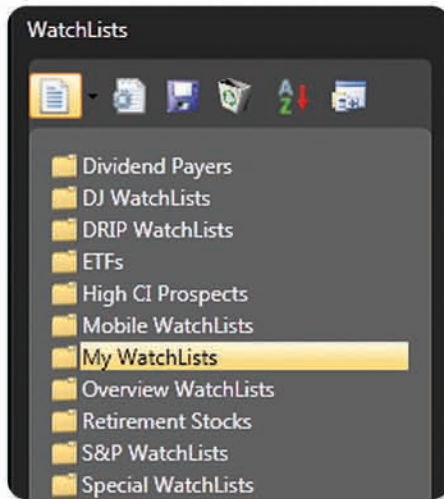 WatchLists
A
Z
Dividend Payers
DJ WatchLists
DRIP WatchLists
ETFs
High CI Prospects
Mobile WatchLists
My WatchLists
Overview WatchLists
Retirement Stocks
S&P WatchLists
Special WatchLists